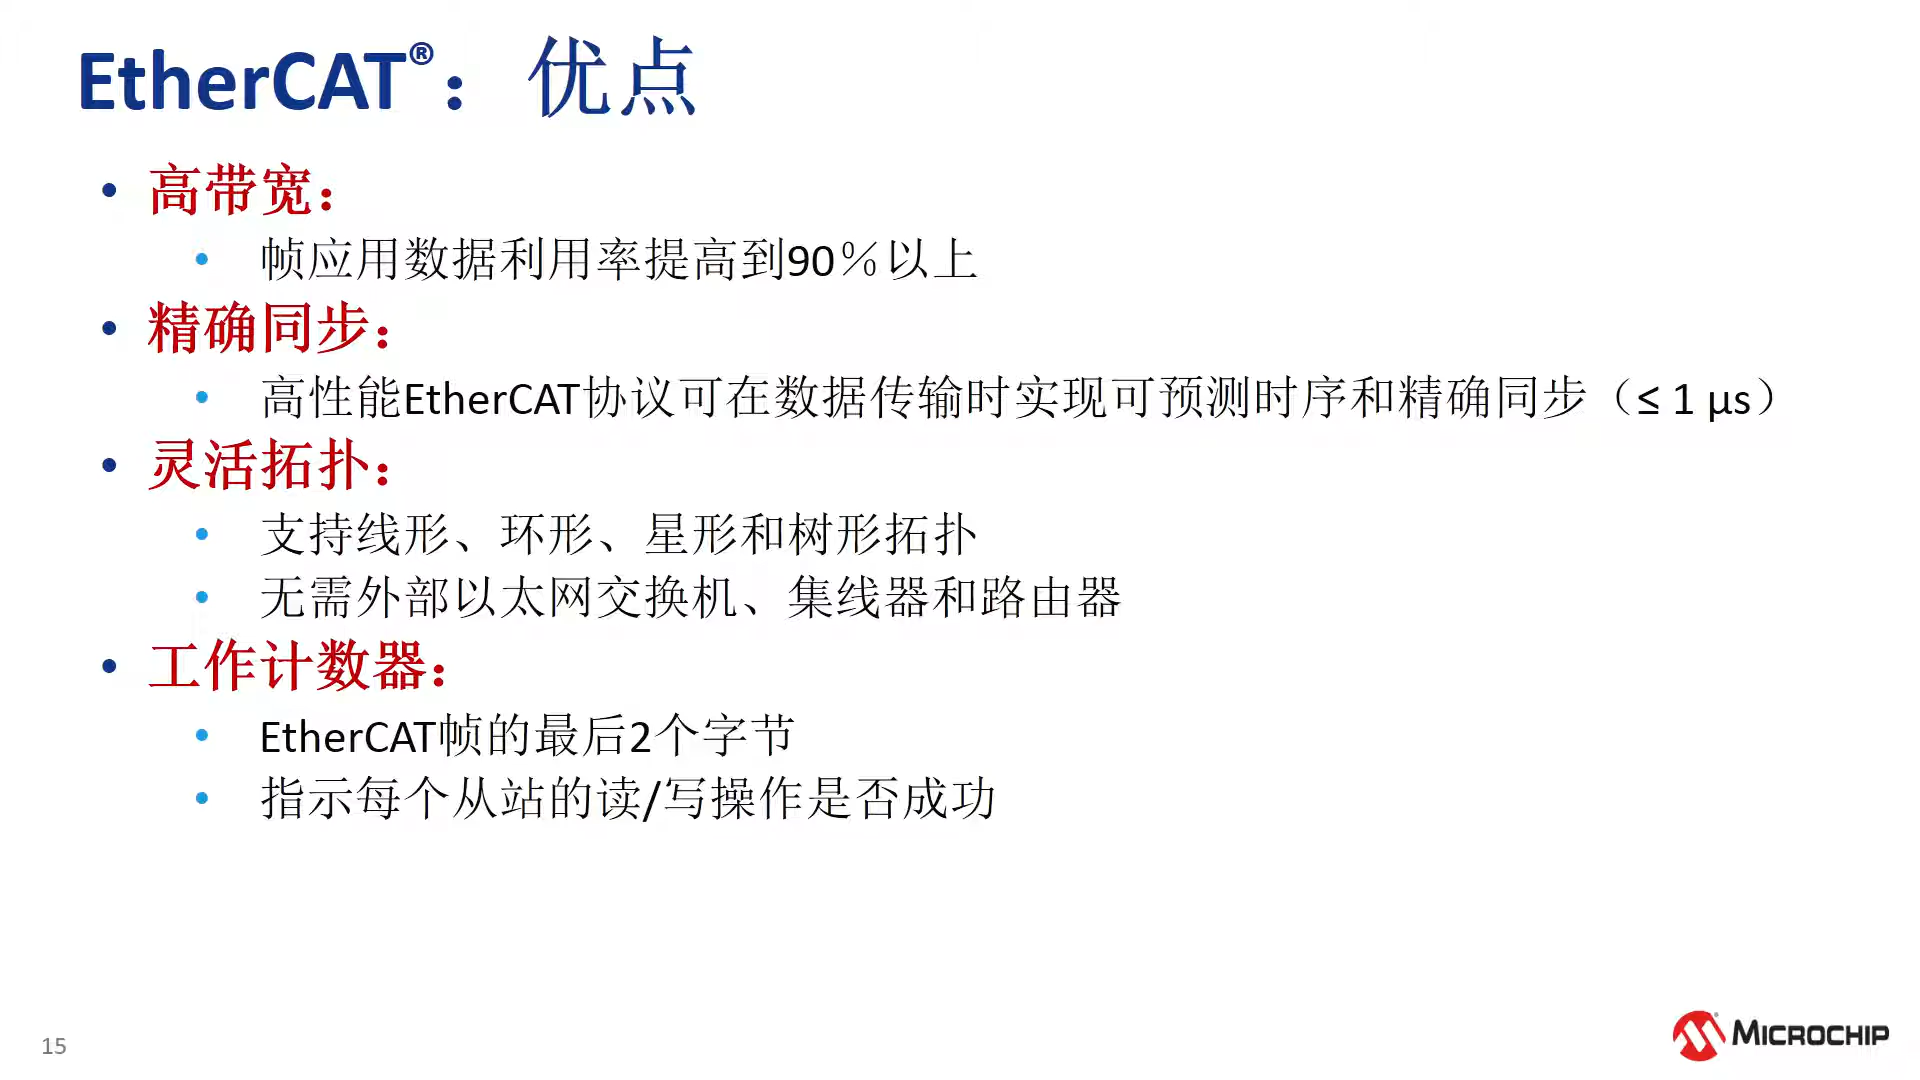 EtherCAT®：优点
• 高带宽：
• 帧应用数据利用率提高到90％以上
• 精确同步：
• 高性能EtherCAT协议可在数据传输时实现可预测时序和精确同步（≤ 1 μs）
• 灵活拓扑：
• 支持线形、环形、星形和树形拓扑
• 无需外部以太网交换机、集线器和路由器
• 工作计数器：
• EtherCAT帧的最后2个字节
• 指示每个从站的读/写操作是否成功
15
MICROCHIP